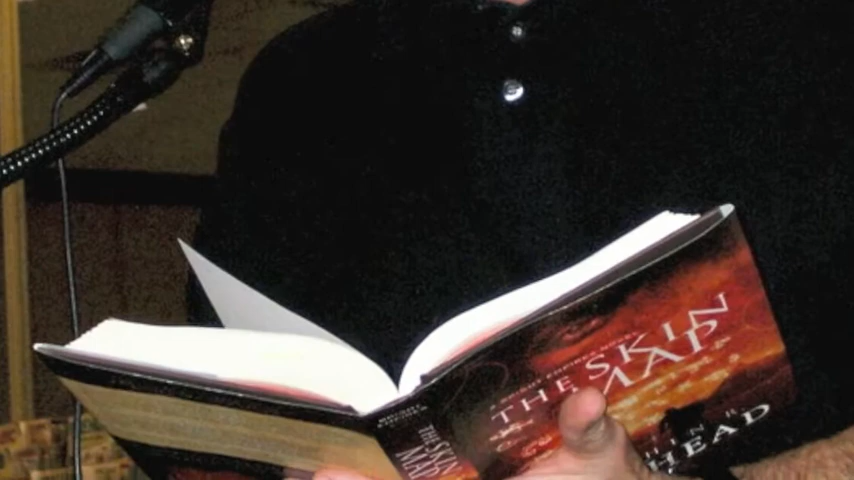 A BRIGHT EMPIRES NOVEL
THE SKIN
MAP
HEAD
THE SKIN
MAP